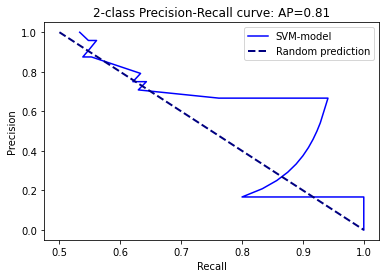 2-class Precision-Recall curve: AP=0.81
SVM-model
Random prediction
Precision
1.0
0.8
0.6
0.4
0.2
0.0
0.5
0.6
0.7
0.8
0.9
1.0
Recall